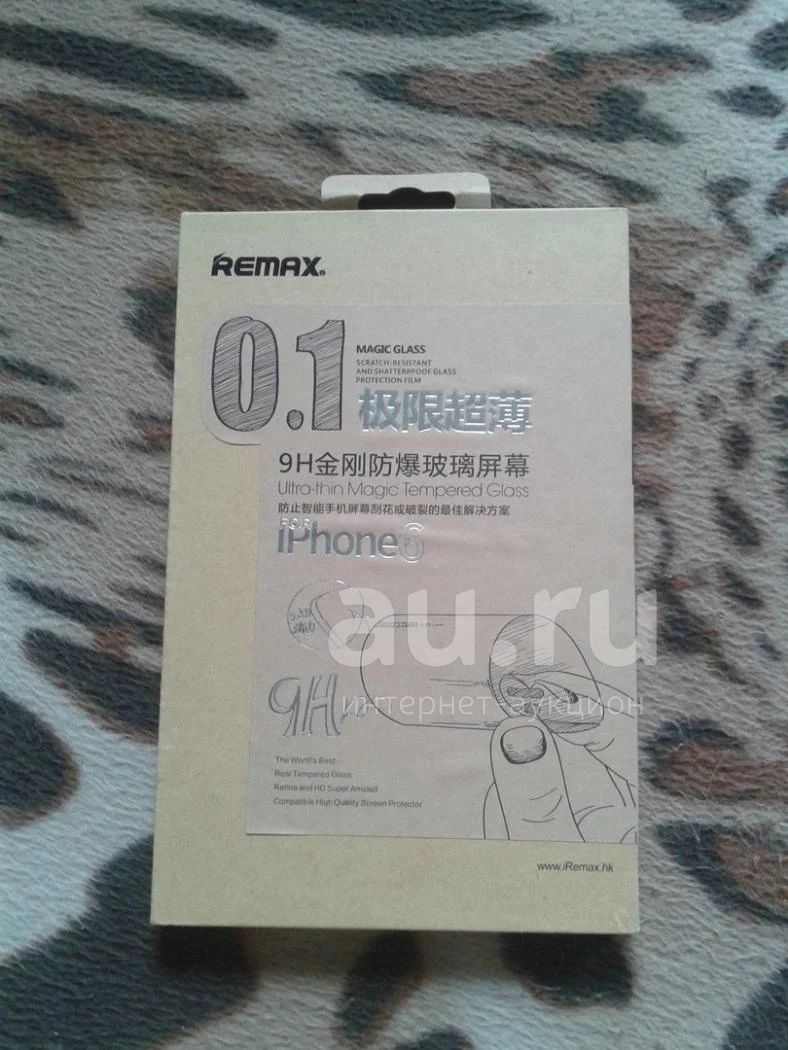 REMAX
0.1
MAGIC GLASS
SCRATCH-RESISTANT
AND SHATTERRPOOF GLASS
PROTECTION FILM
极限超薄
9H金刚防爆玻璃屏幕
Ultra-thin Magic Tempered Glass
防止智能手机屏幕刮花或破裂的最佳解决方案
FOR
iPhone6
au.ru
интернет-аукцион
9H
The World's Best
Real Tempered Glass
Retina and HD Super Amoled
Compatible High Quality Screen Protector
www.iRemax.hk